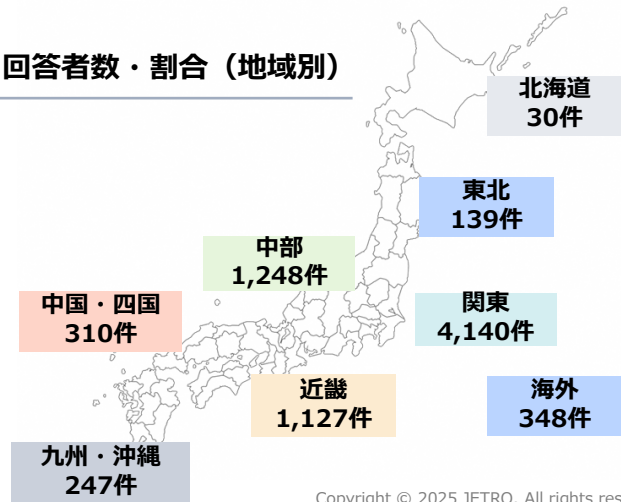 回答者数・割合（地域別）
北海道
30件
東北
139件
中部
1,248件
中国・四国
310件
関東
4,140件
近畿
1,127件
海外
348件
九州・沖縄
247件
Copyright © 2025 JETRO. All rights res